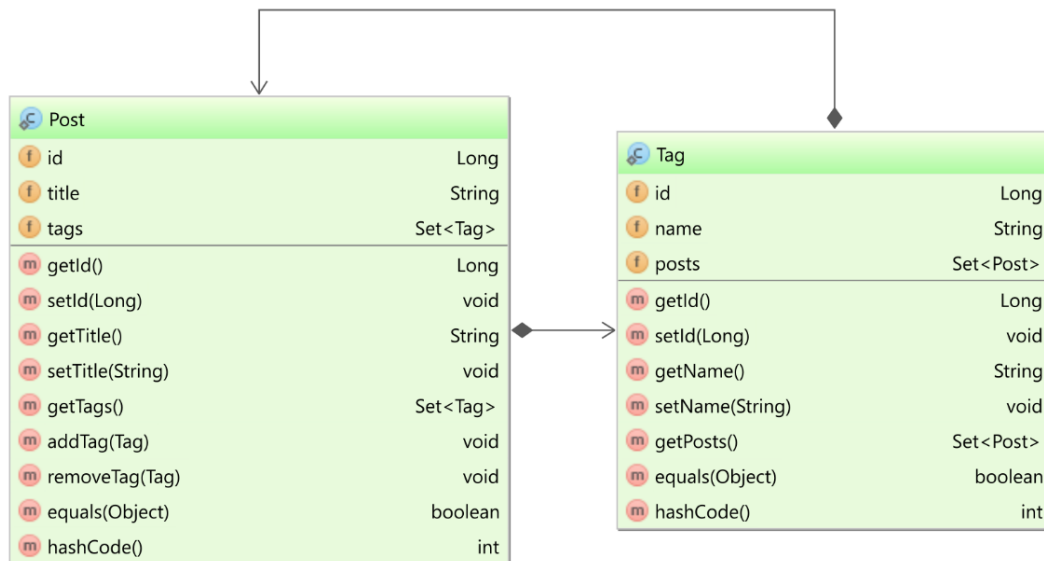 Post
id Long
title String
tags Set<Tag>
getId() Long
setId(Long) void
getTitle() String
setTitle(String) void
getTags() Set<Tag>
addTag(Tag) void
removeTag(Tag) void
equals(Object) boolean
hashCode() int
Tag
id Long
name String
posts Set<Post>
getId() Long
setId(Long) void
getName() String
setName(String) void
getPosts() Set<Post>
equals(Object) boolean
hashCode() int